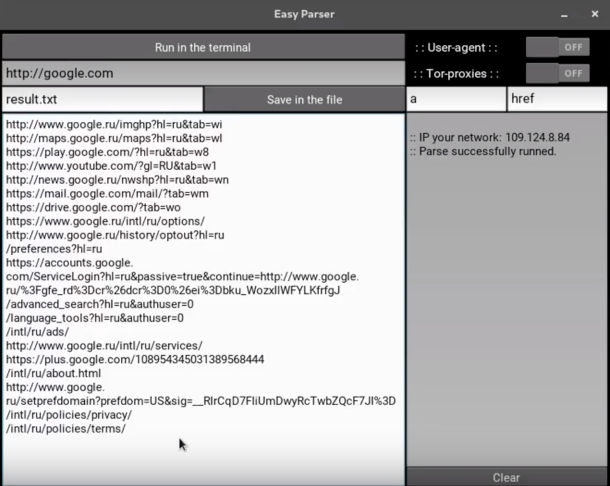 Easy Parser
Run in the terminal
:: User-agent ::
OFF
http://google.com
:: Tor-proxies ::
OFF
result.txt
Save in the file
a
href
http://www.google.ru/imghp?hl=ru&tab=wi
http://maps.google.ru/maps?hl=ru&tab=wl
https://play.google.com/?hl=ru&tab=w8
http://www.youtube.com/?gl=RU&tab=w1
http://news.google.ru/nwshp?hl=ru&tab=wn
https://mail.google.com/mail/?tab=wm
https://drive.google.com/?tab=wo
https://www.google.ru/intl/ru/options/
http://www.google.ru/history/optout?hl=ru
/preferences?hl=ru
https://accounts.google.
com/ServiceLogin?hl=ru&passive=true&continue=http://www.google.
ru/%3Fgfe_rd%3Dcr%26dcr%3D0%26ei%3Dbku_WozxIIWFYLKfrfgJ
/advanced_search?hl=ru&authuser=0
/language_tools?hl=ru&authuser=0
/intl/ru/ads/
http://www.google.ru/intl/ru/services/
https://plus.google.com/108954345031389568444
/intl/ru/about.html
http://www.google.
ru/setprefdomain?prefdom=US&sig=__RIrCqD7FIiUmDwyRcTwbZQcF7JI%3D
/intl/ru/policies/privacy/
/intl/ru/policies/terms/
:: IP your network: 109.124.8.84
:: Parse successfully runned.
Clear